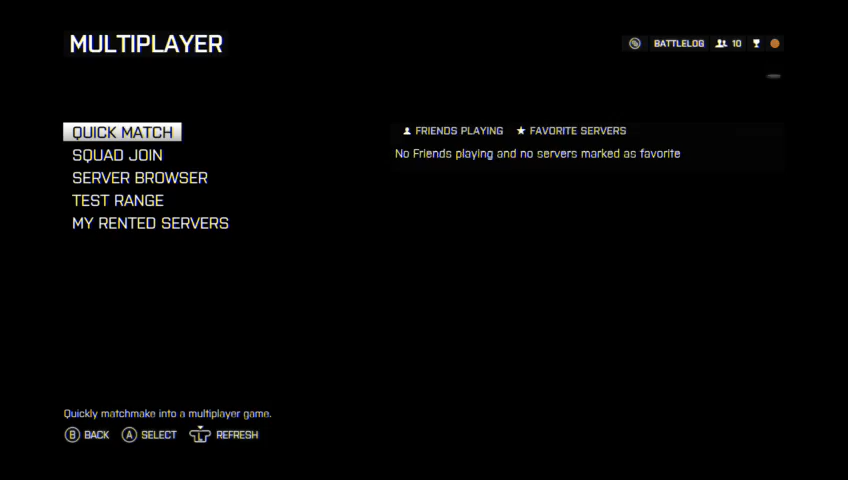 MULTIPLAYER
BATTLELOG 10
QUICK MATCH
SQUAD JOIN
SERVER BROWSER
TEST RANGE
MY RENTED SERVERS
FRIENDS PLAYING FAVORITE SERVERS
No Friends playing and no servers marked as favorite
Quickly matchmake into a multiplayer game.
B BACK A SELECT L REFRESH